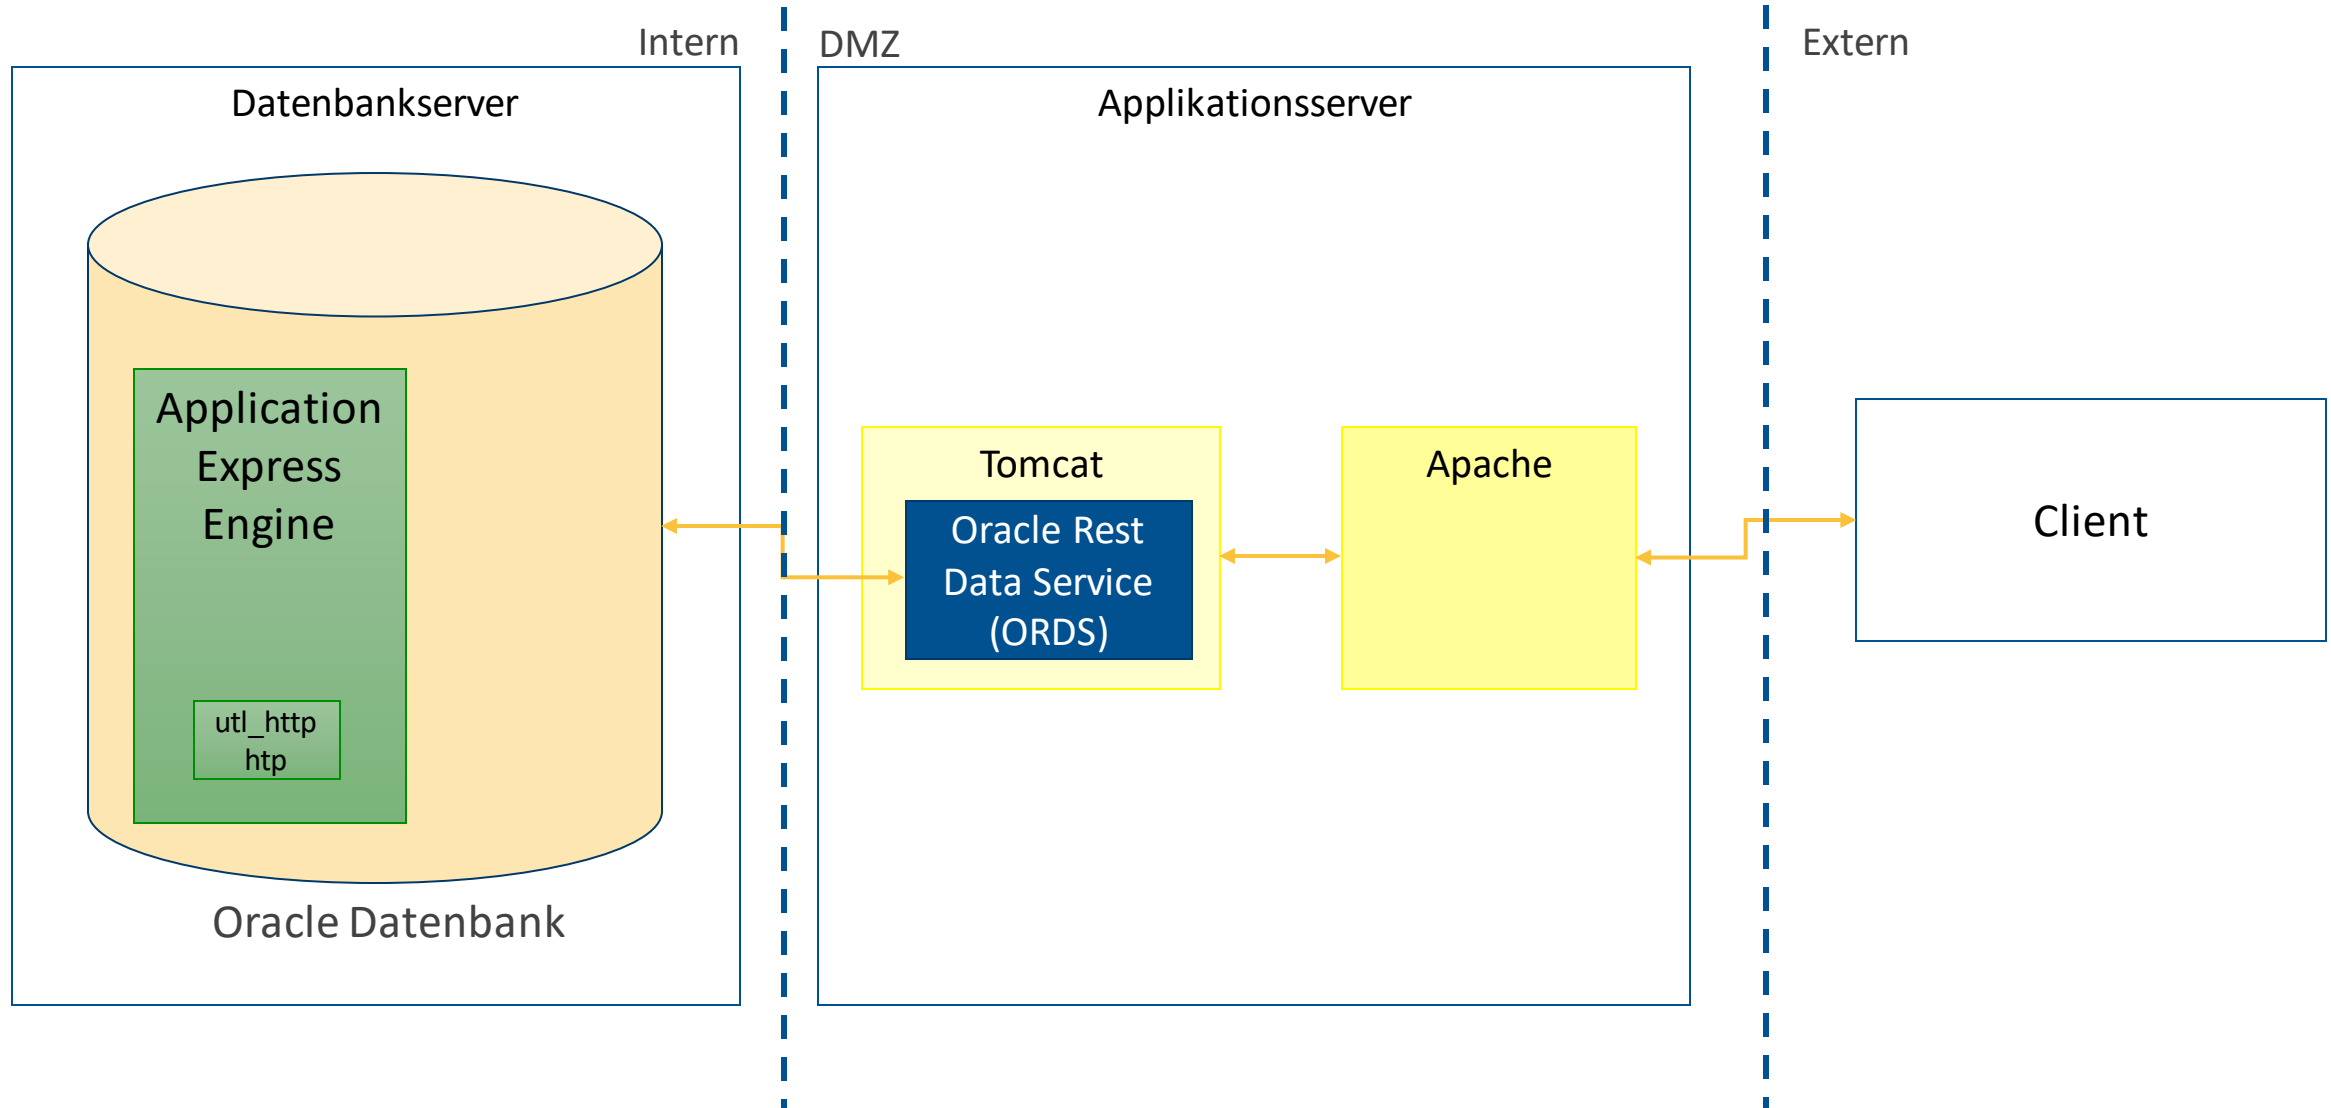 Intern
DMZ
Extern
Datenbankserver
Applikationsserver
Application
Express
Engine
utl_http
htp
Oracle Datenbank
Tomcat
Oracle Rest
Data Service
(ORDS)
Apache
Client